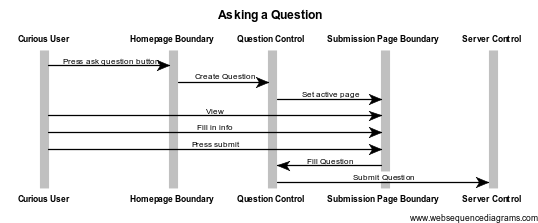 Asking a Question
Curious User Homepage Boundary Question Control Submission Page Boundary Server Control
Press ask question button
Create Question
Set active page
View
Fill in info
Press submit
Fill Question
Submit Question
Curious User Homepage Boundary Question Control Submission Page Boundary Server Control
www.websequencediagrams.com